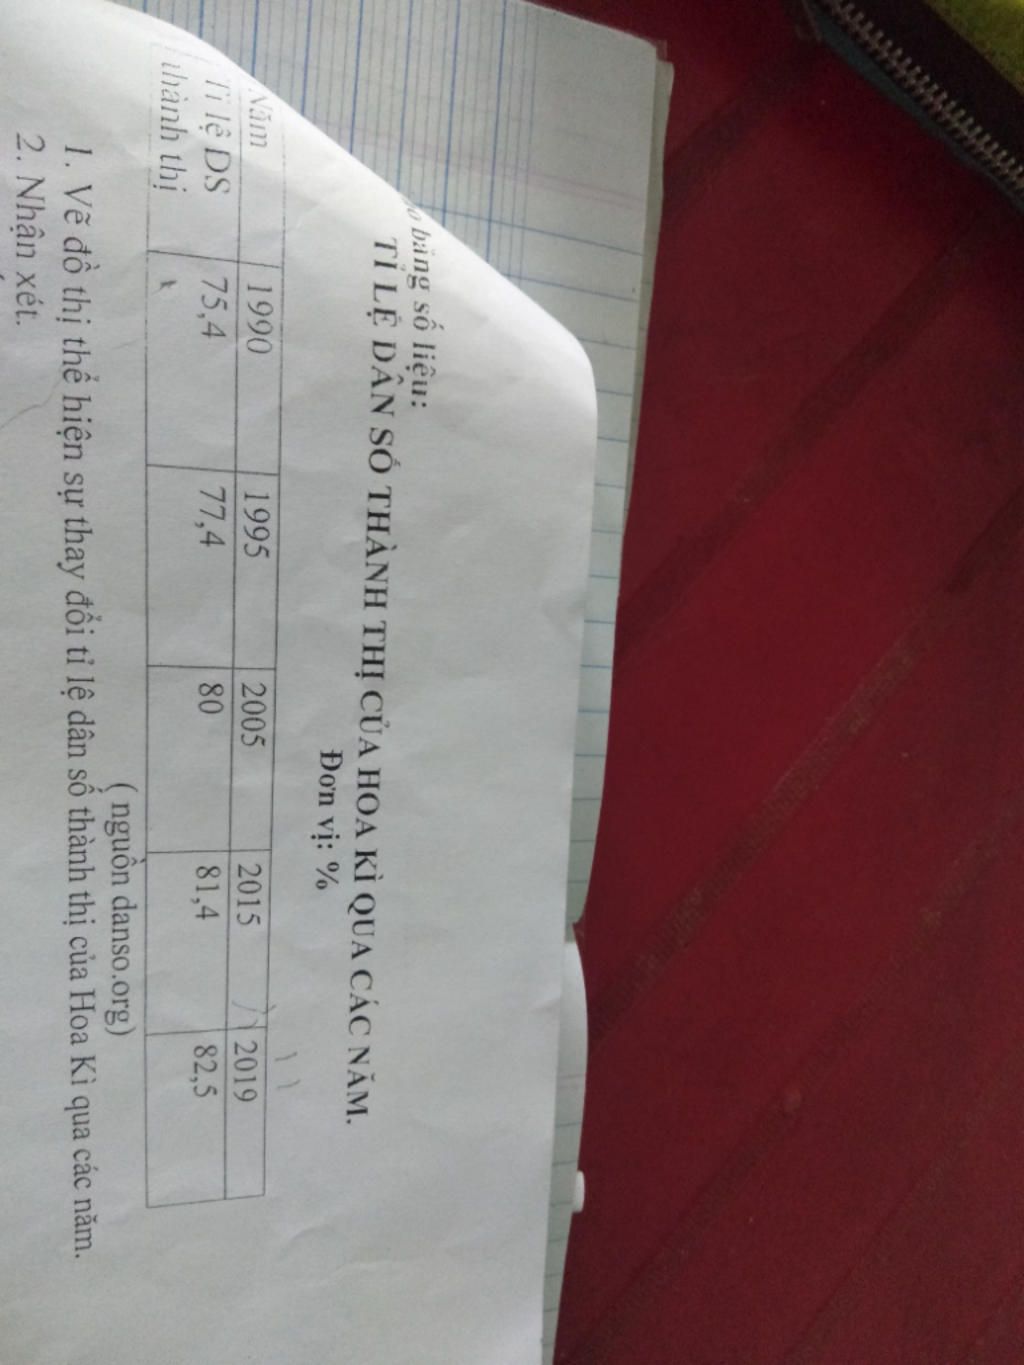 bảng số liệu:
TỈ LỆ DÂN SỐ THÀNH THỊ CỦA HOA KÌ QUA CÁC NĂM.
Đơn vị: %
Năm 1990 1995 2005 2015 2019
Tỉ lệ DS thành thị 75,4 77,4 80 81,4 82,5
( nguồn danso.org)
1. Vẽ đồ thị thể hiện sự thay đổi tỉ lệ dân số thành thị của Hoa Kì qua các năm.
2. Nhận xét.